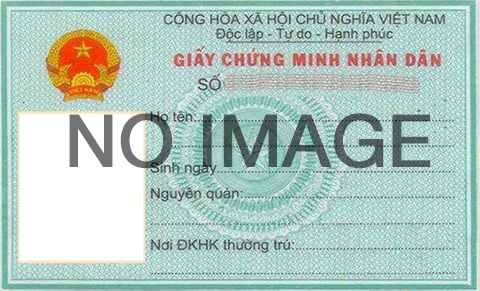 CỘNG HÒA XÃ HỘI CHỦ NGHĨA VIỆT NAM
Độc lập - Tự do - Hạnh phúc
GIẤY CHỨNG MINH NHÂN DÂN
SỐ
Họ tên:
NO IMAGE
Sinh ngày
Nguyên quán:
Nơi ĐKHK thường trú:
VIỆT NAM